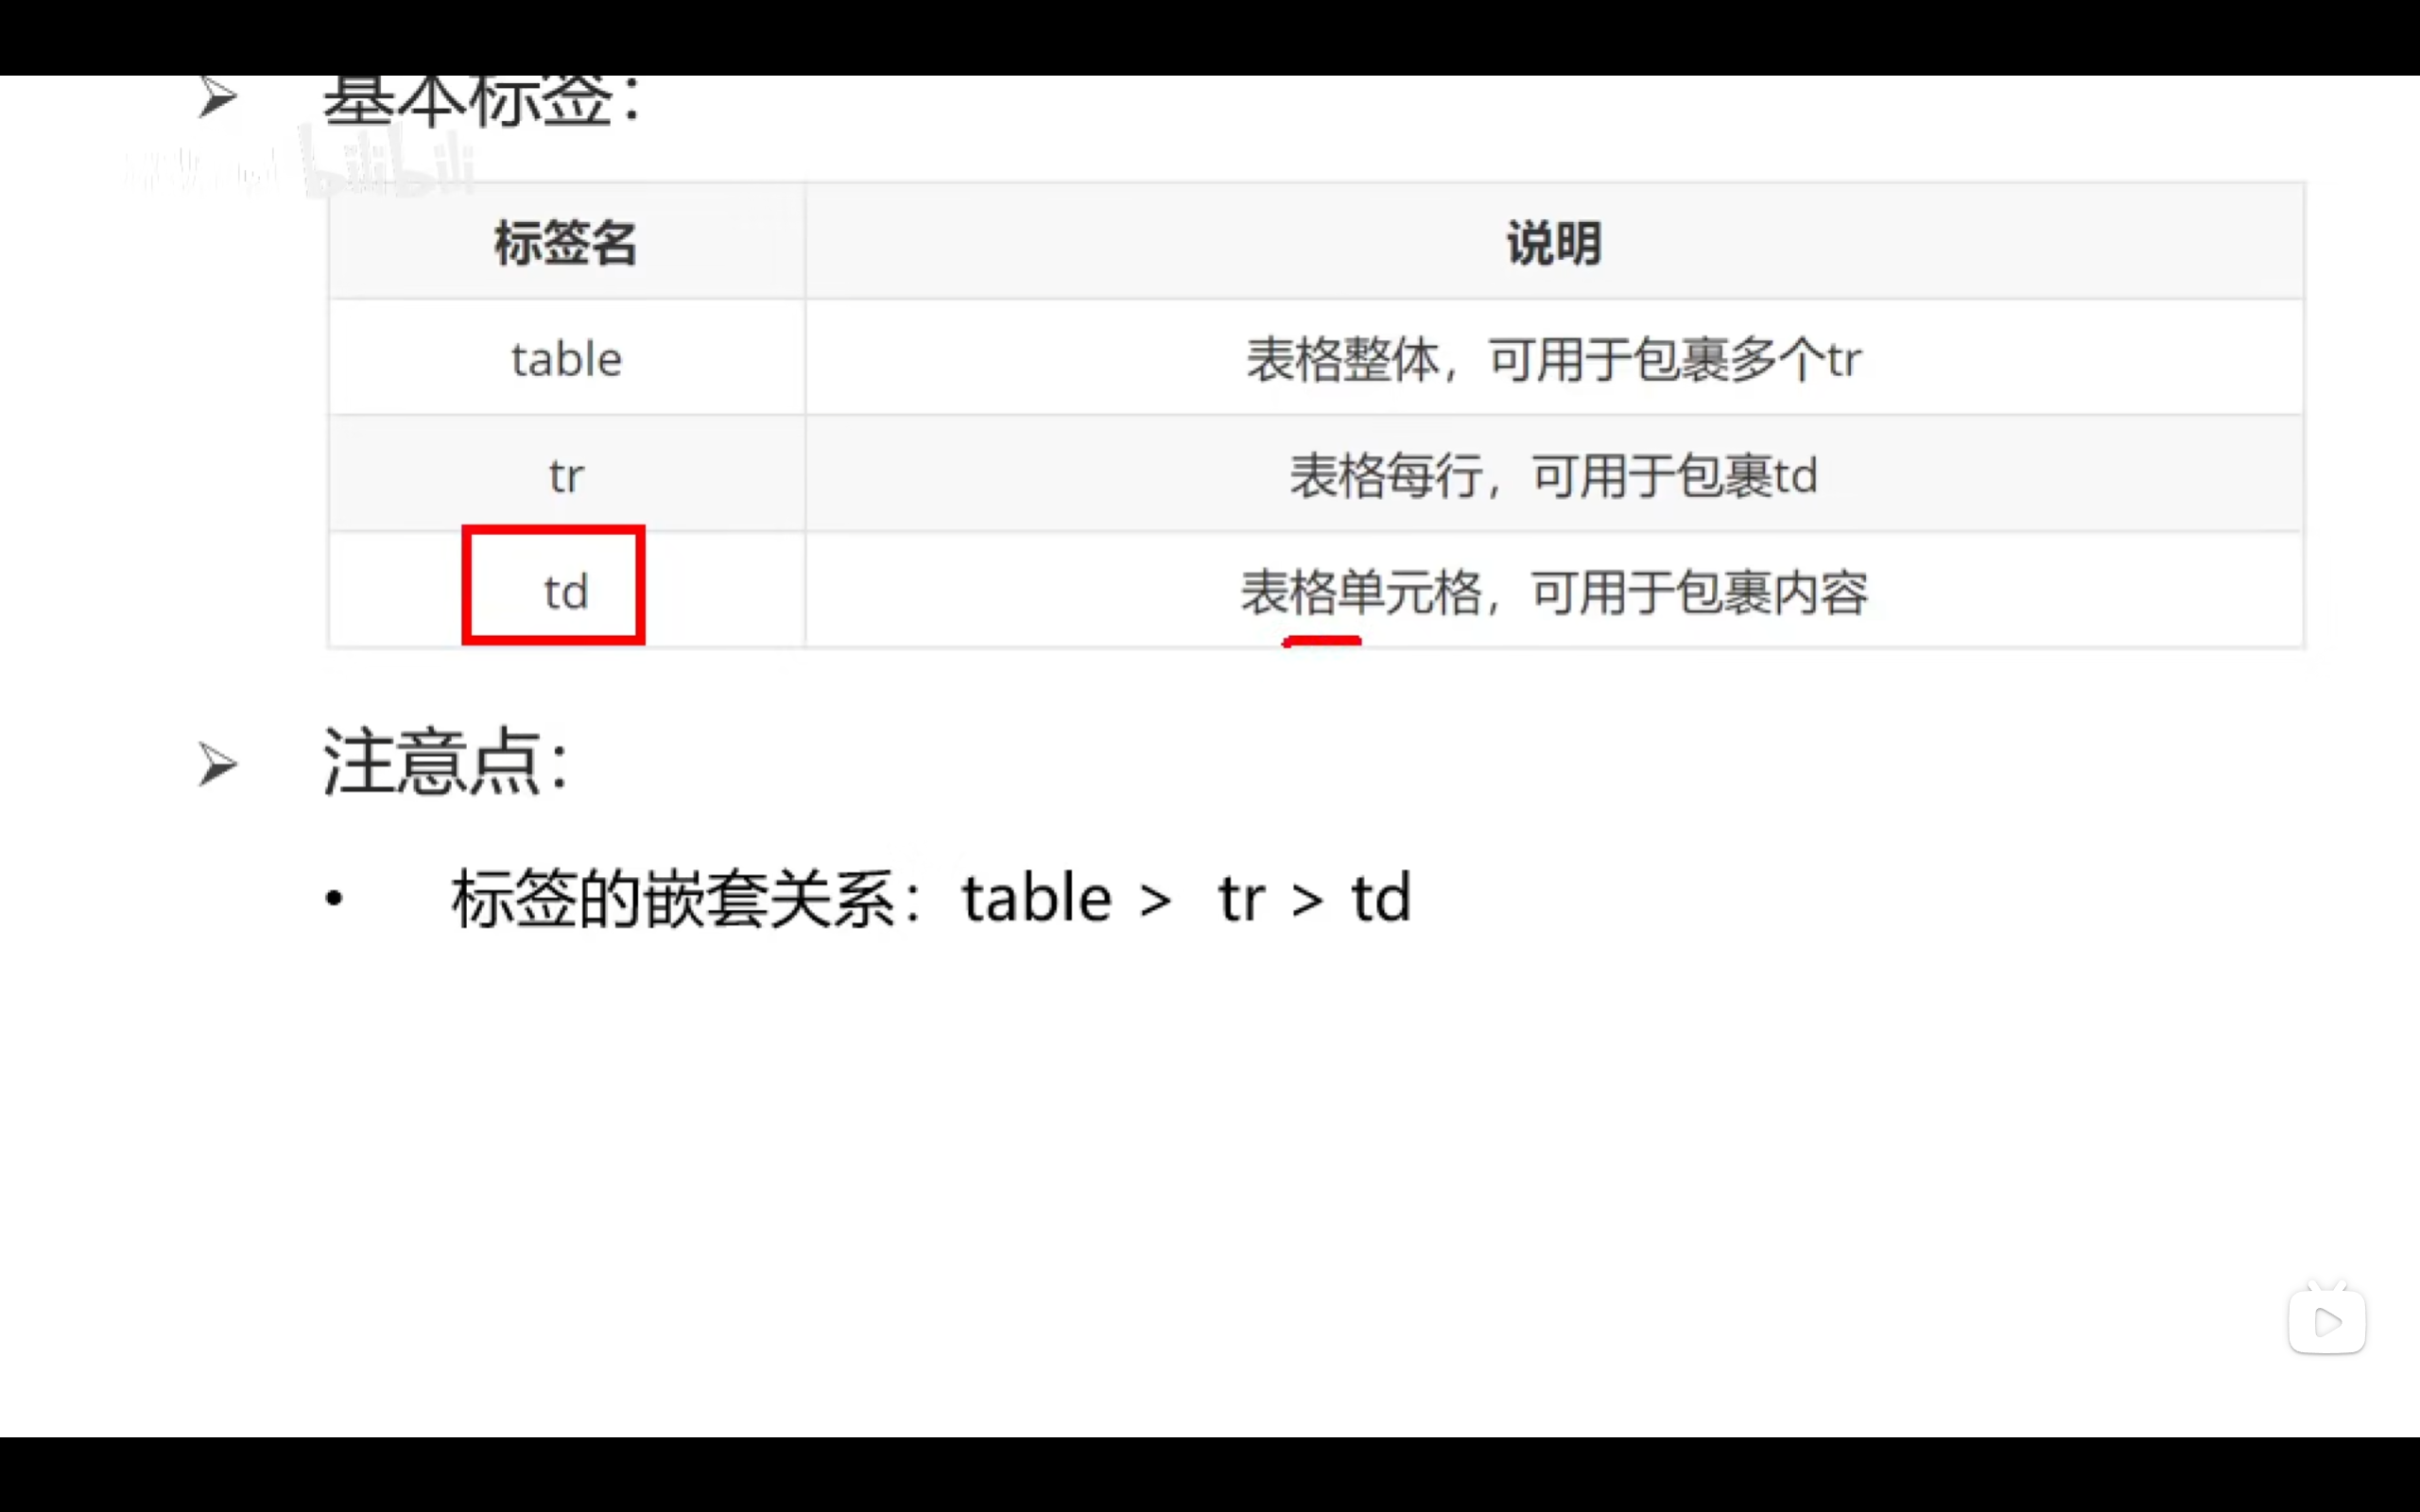 基本标签：
bilibili
标签名 说明
table 表格整体，可用于包裹多个tr
tr 表格每行，可用于包裹td
td 表格单元格，可用于包裹内容
注意点：
标签的嵌套关系：table > tr > td